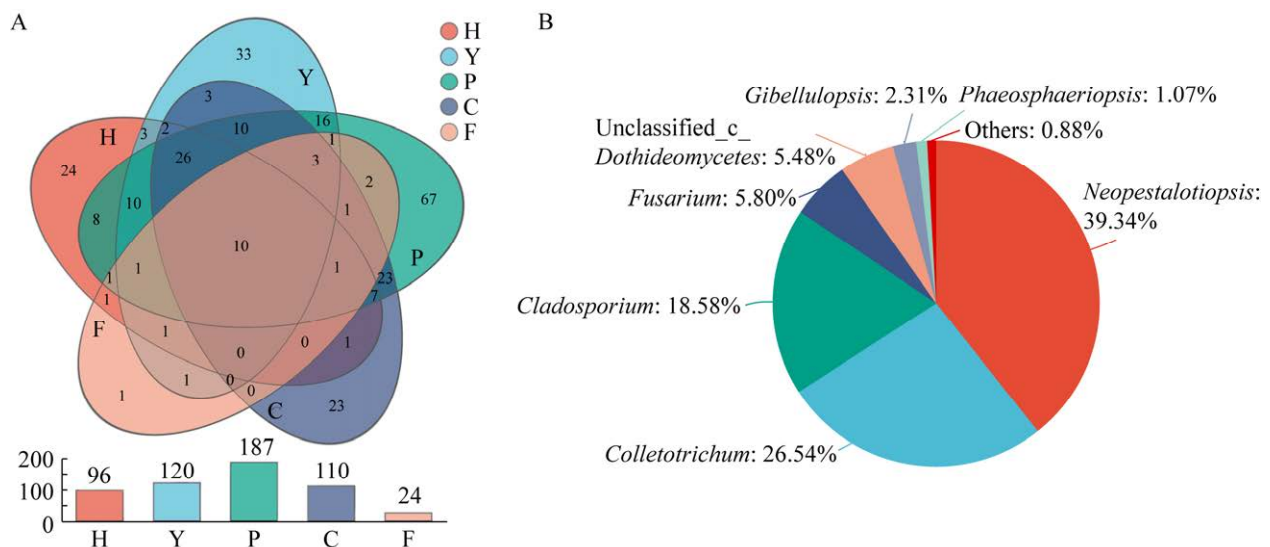 A
H
Y
P
C
F
33
Y
3
3
2
10
16
1
H
24
26
3
2
67
10
8
1
10
P
1
1
1
23
1
7
F
1
0
0
1
1
0
0
1
C
23
200
100
0
96
120
187
110
24
H
Y
P
C
F
B
Gibellulopsis: 2.31%
Phaeosphaeriopsis: 1.07%
Unclassified_c_
Others: 0.88%
Dothideomycetes: 5.48%
Fusarium: 5.80%
Neopestalotiopsis:
39.34%
Cladosporium: 18.58%
Colletotrichum: 26.54%